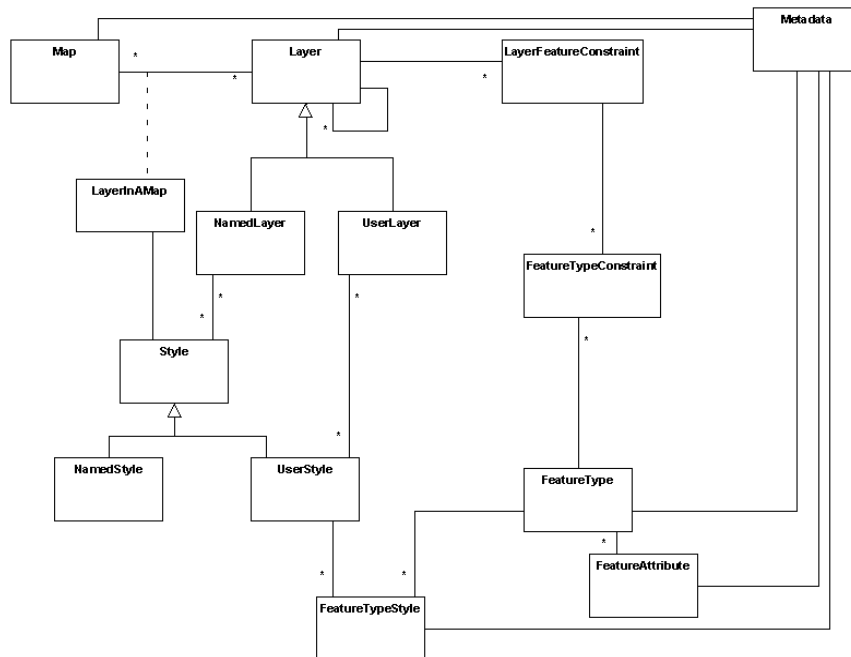 Metadata
Map
Layer
LayerFeatureConstraint
*
*
*
*
LayerInAMap
NamedLayer
UserLayer
*
FeatureTypeConstraint
*
*
*
*
Style
*
NamedStyle
UserStyle
FeatureType
*
FeatureAttribute
*
*
FeatureTypeStyle